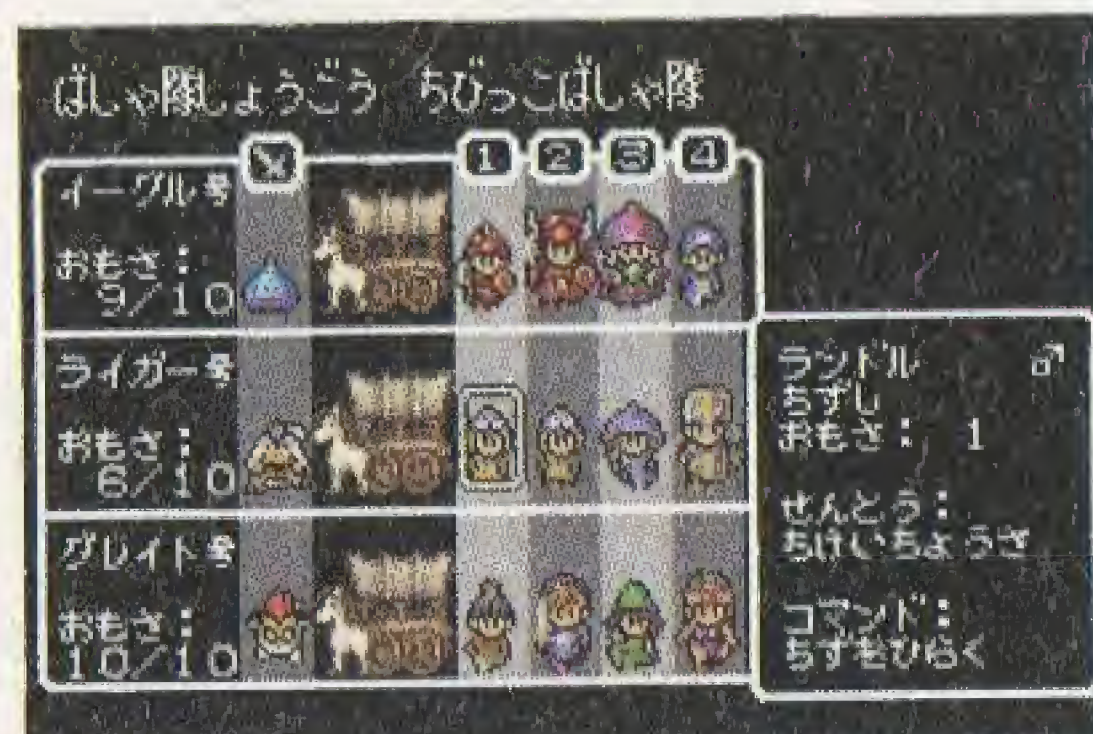 ばしゃ隊しょうごう ちびっこばしゃ隊
1 2 3 4
イーグル号
おもさ：
9/10
ライガー号
おもさ：
6/10
グレイト号
おもさ：
10/10
ランドル ♂
ちずし
おもさ： 1
せんとう：
ちけいちょうさ
コマンド：
ちずをひらく